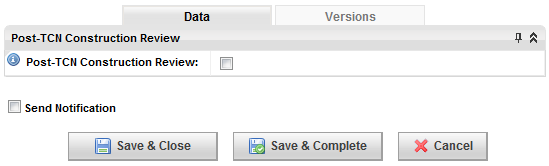 Data Versions
Post-TCN Construction Review
Post-TCN Construction Review:
Send Notification
Save & Close Save & Complete Cancel